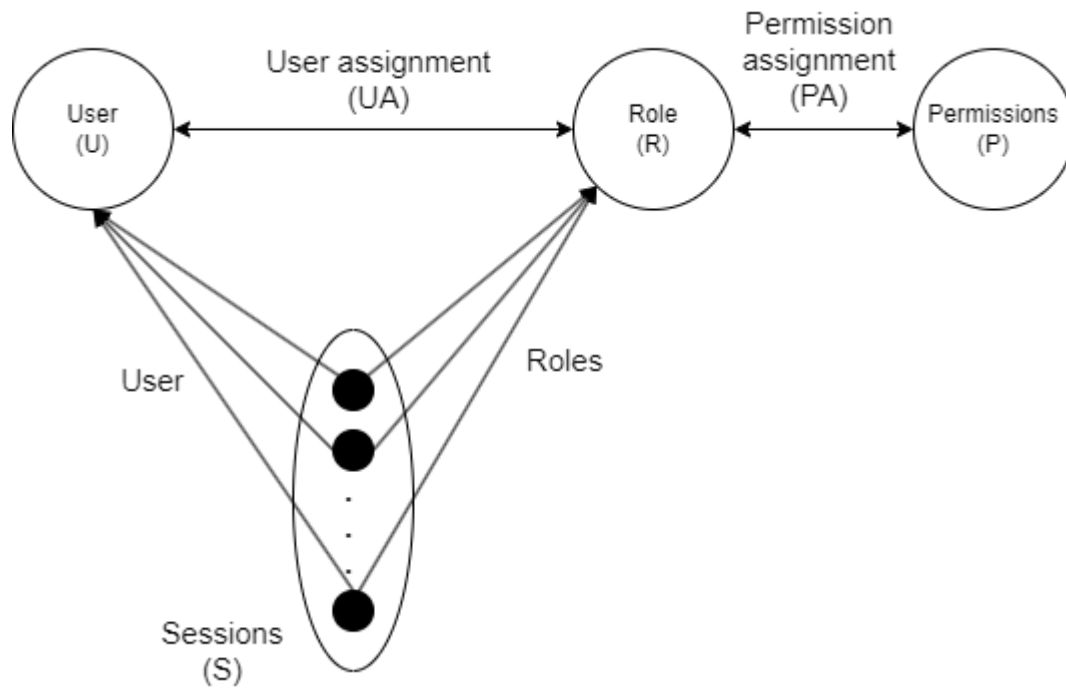 User assignment
(UA)
Permission
assignment
(PA)
User
(U)
Role
(R)
Permissions
(P)
User
Roles
Sessions
(S)